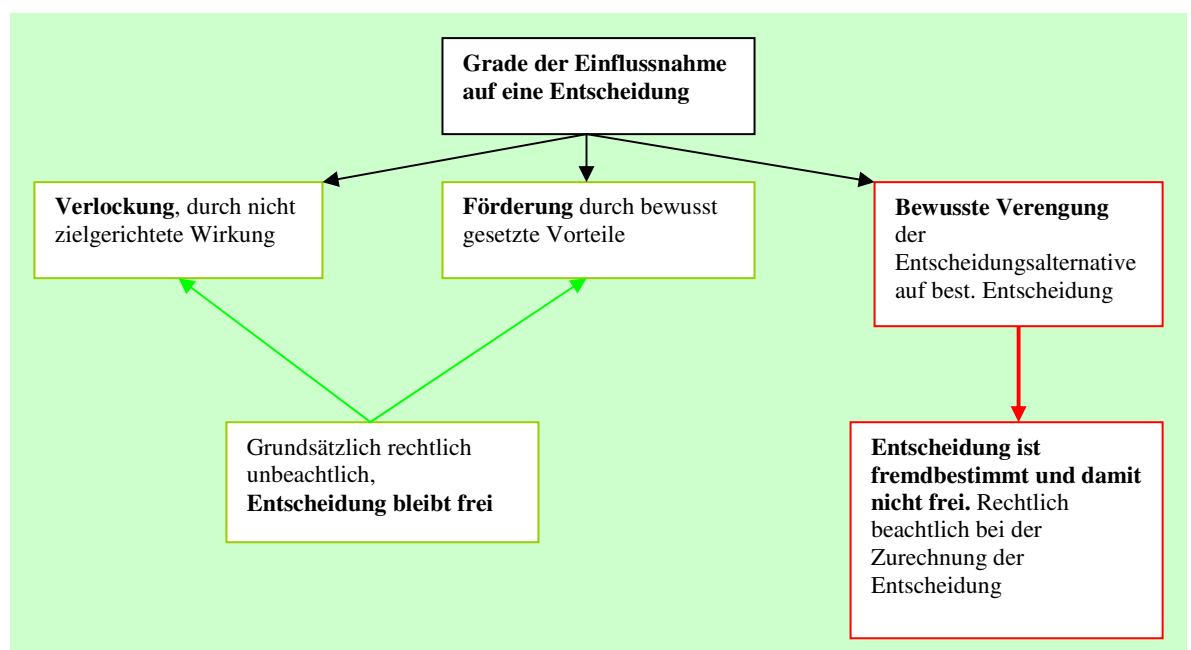 Grade der Einflussnahme
auf eine Entscheidung
Verlockung, durch nicht
zielgerichtete Wirkung
Förderung durch bewusst
gesetzte Vorteile
Bewusste Verengung
der
Entscheidungsalternative
auf best. Entscheidung
Grundsätzlich rechtlich
unbeachtlich,
Entscheidung bleibt frei
Entscheidung ist
fremdbestimmt und damit
nicht frei. Rechtlich
beachtlich bei der
Zurechnung der
Entscheidung